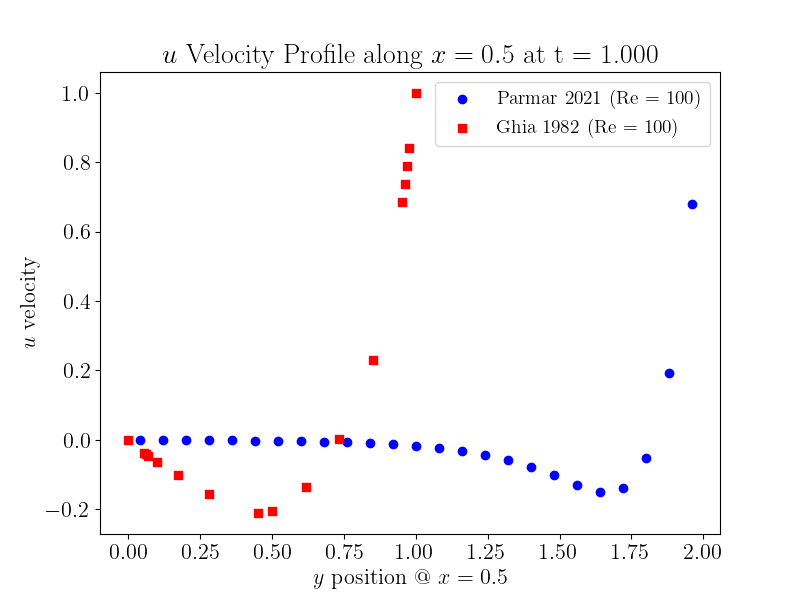 u Velocity Profile along x = 0.5 at t = 1.000
Parmar 2021 (Re = 100)
Ghia 1982 (Re = 100)
1.0
0.8
0.6
0.4
0.2
0.0
−0.2
u velocity
0.00 0.25 0.50 0.75 1.00 1.25 1.50 1.75 2.00
y position @ x = 0.5